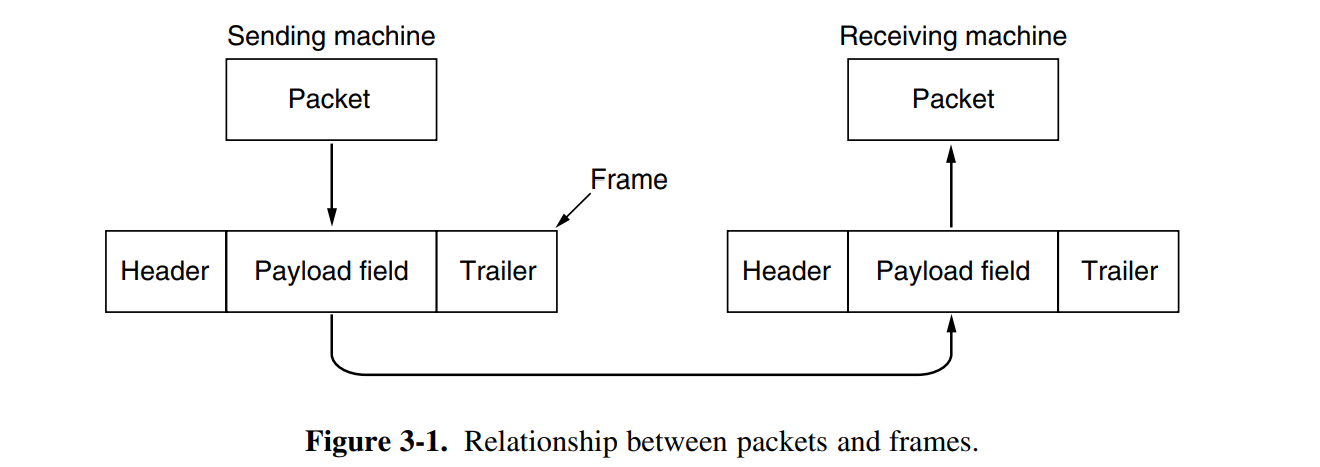 Sending machine
Receiving machine
Packet
Packet
Frame
Header
Payload field
Trailer
Header
Payload field
Trailer
Figure 3-1. Relationship between packets and frames.